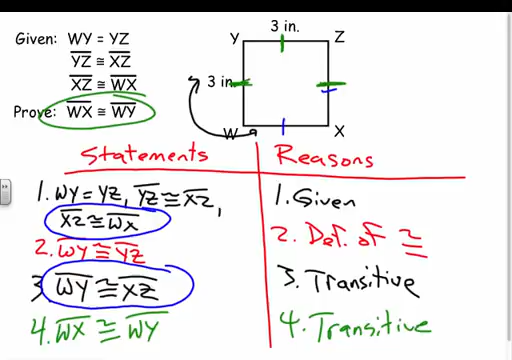 Given: WY = YZ
YZ ≅ XZ
XZ ≅ WX
Prove: WX ≅ WY
3 in.
Y
Z
3 in.
W
X
Statements
Reasons
1. WY = YZ, YZ ≅ XZ,
XZ ≅ WX
1. Given
2. WY ≅ YZ
2. Def. of ≅
3. WY ≅ XZ
3. Transitive
4. WX ≅ WY
4. Transitive